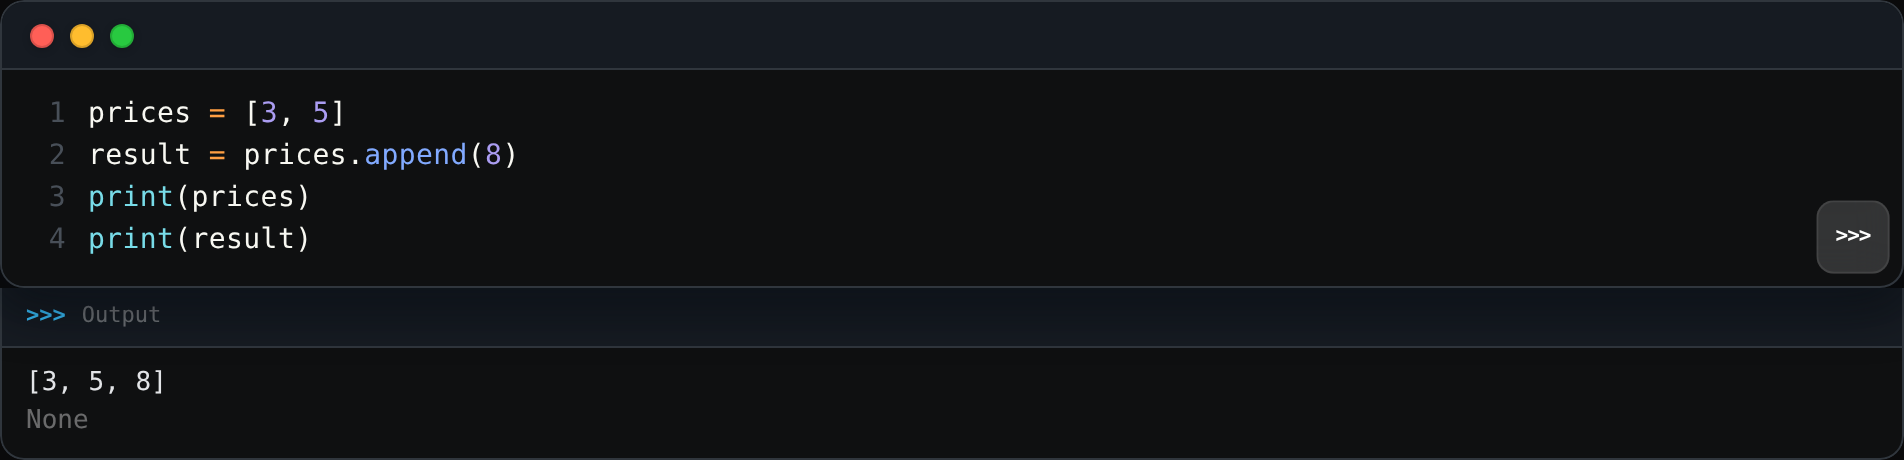 1 prices = [3, 5]
2 result = prices.append(8)
3 print(prices)
4 print(result)
>>>
>>> Output
[3, 5, 8]
None